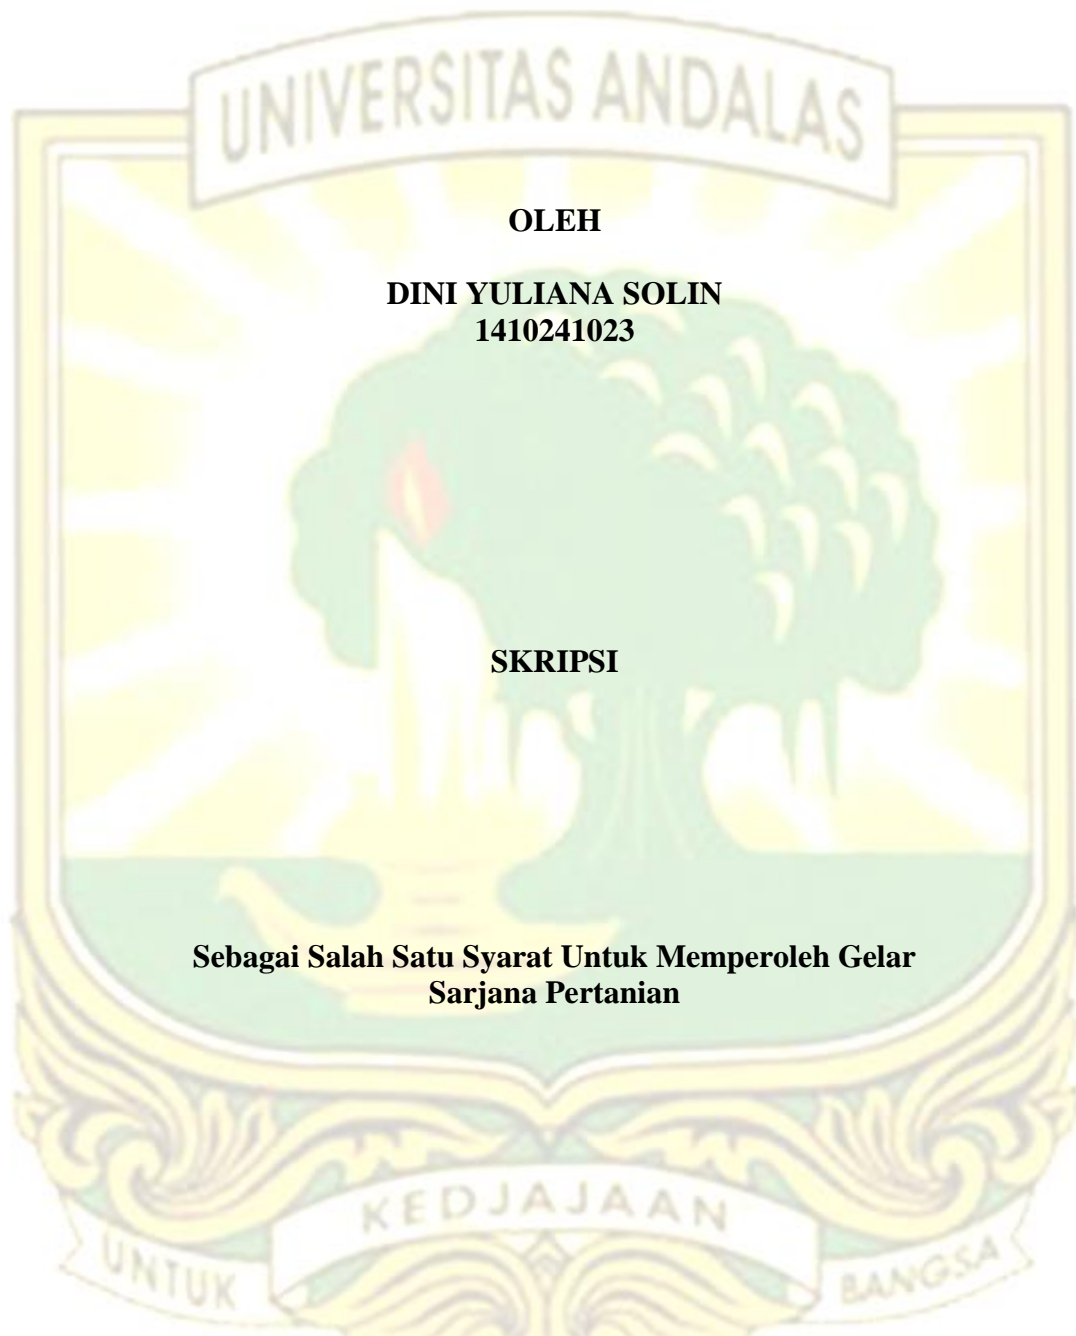 UNIVERSITAS ANDALAS
OLEH
DINI YULIANA SOLIN
1410241023
SKRIPSI
Sebagai Salah Satu Syarat Untuk Memperoleh Gelar
Sarjana Pertanian
UNTUK KEDJAJAAN BANGSA